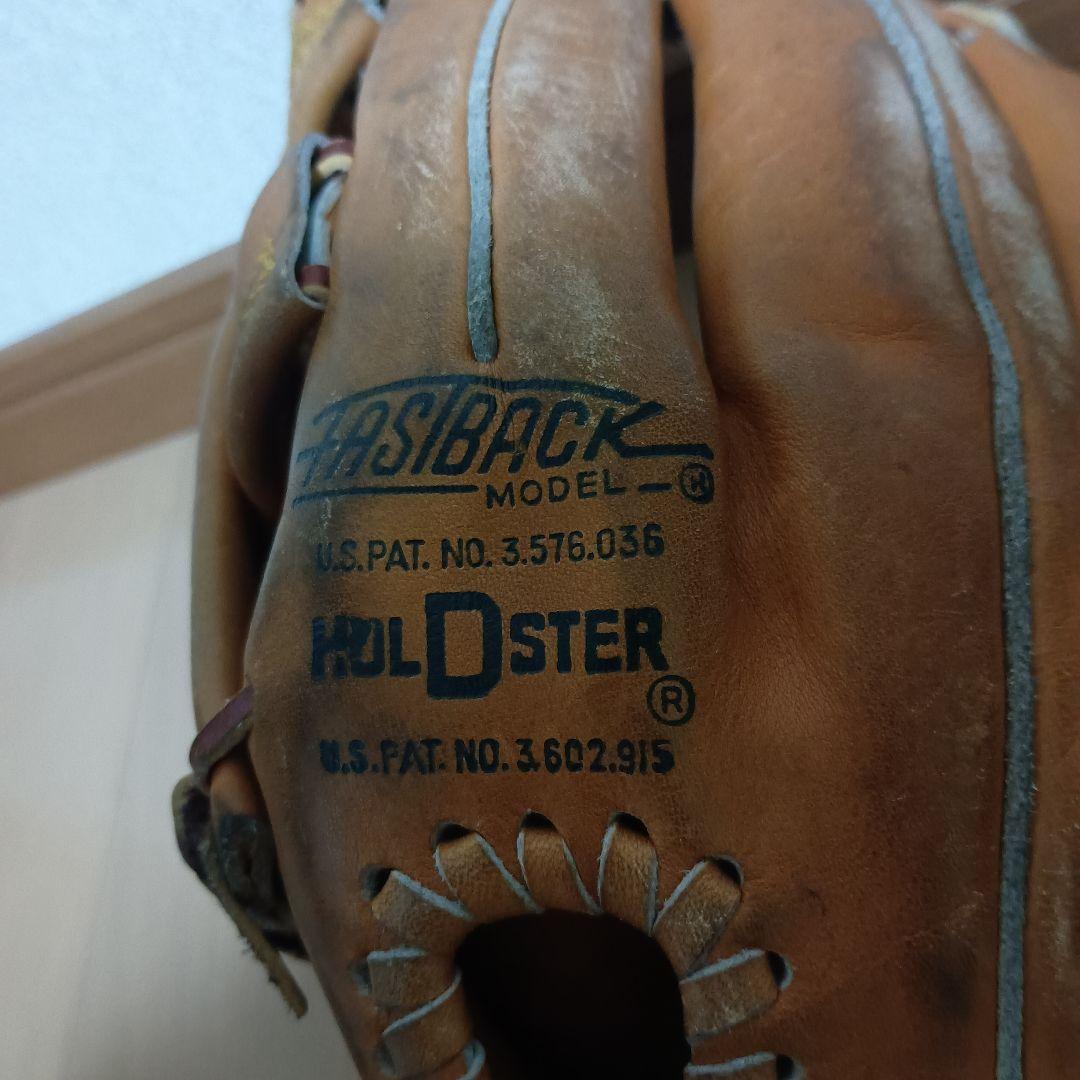 FASTBACK
MODEL ®
U.S.PAT. NO. 3.576.036
HOLDSTER
®
U.S.PAT. NO. 3.602.915